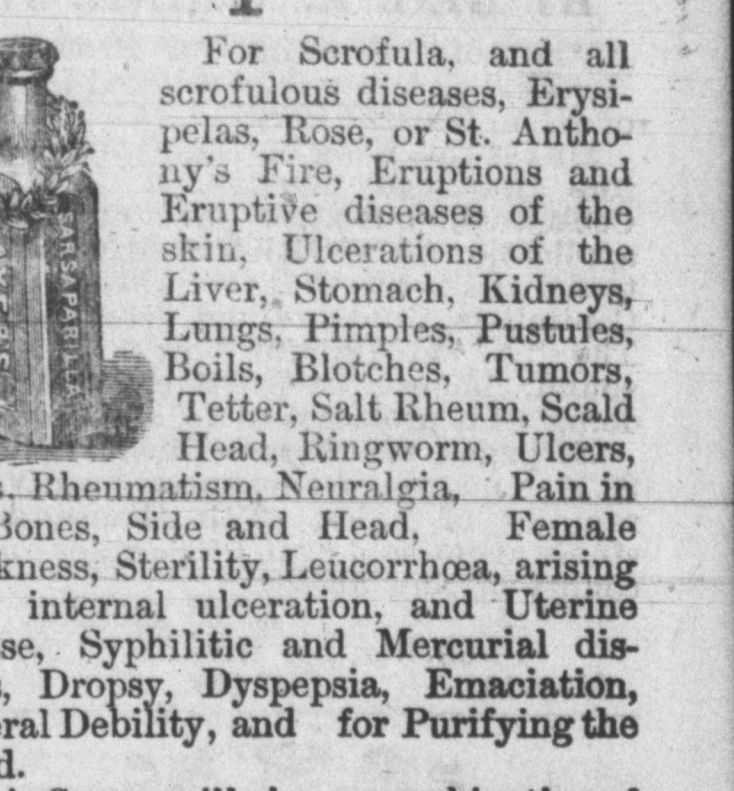 For Scrofula, and all
scrofulous diseases, Erysi-
pelas, Rose, or St. Antho-
ny's Fire, Eruptions and
Eruptive diseases of the
skin, Ulcerations of the
Liver, Stomach, Kidneys,
Lungs, Pimples, Pustules,
Boils, Blotches, Tumors,
Tetter, Salt Rheum, Scald
Head, Ringworm, Ulcers,
SARSAPARILLA
AYER'S
Rheumatism, Neuralgia, Pain in
Bones, Side and Head, Female
kness, Sterility, Leucorrhœa, arising
internal ulceration, and Uterine
se, Syphilitic and Mercurial dis-
s, Dropsy, Dyspepsia, Emaciation,
eral Debility, and for Purifying the
d.